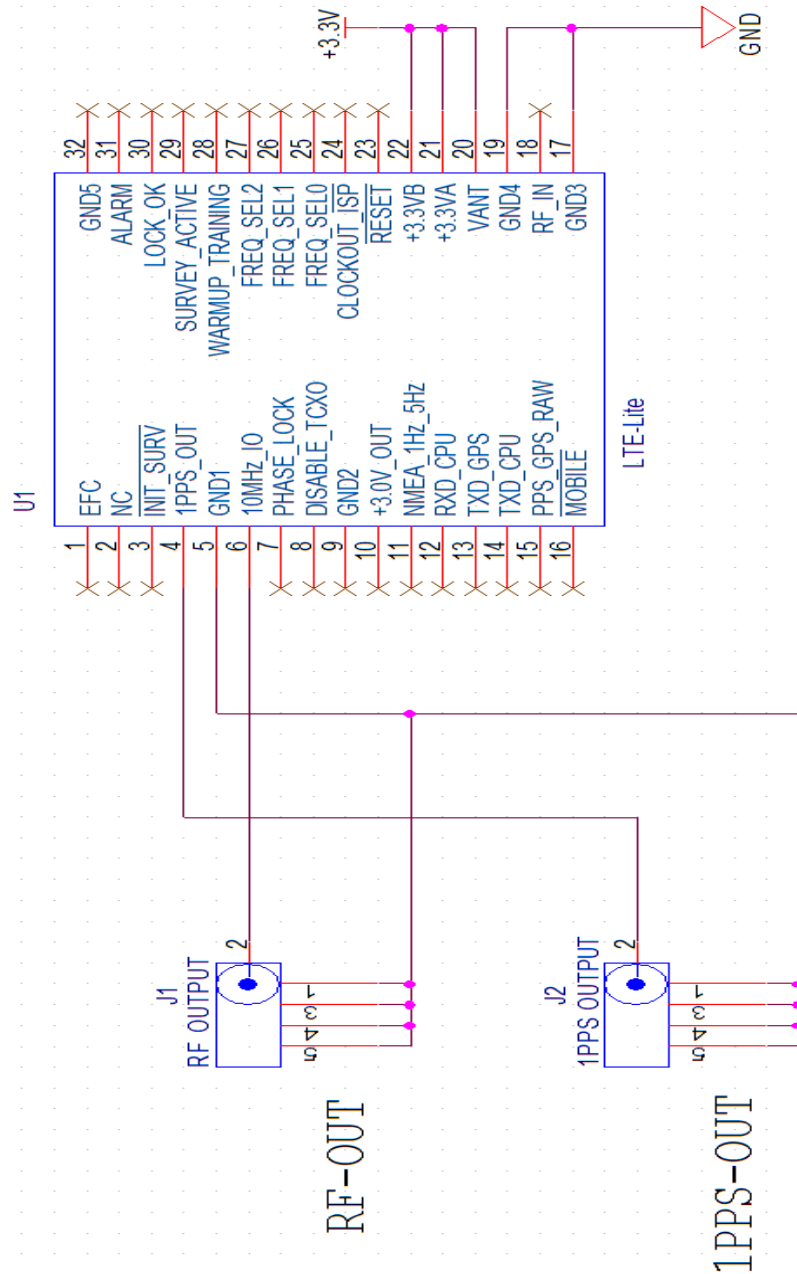 U1
1 EFC
2 NC
3 INIT_SURV
4 1PPS_OUT
5 GND1
6 10MHz_IO
7 PHASE_LOCK
8 DISABLE_TCXO
9 GND2
10 +3.0V_OUT
11 NMEA_1Hz_5Hz
12 RXD_CPU
13 TXD_GPS
14 TXD_CPU
15 PPS_GPS_RAW
16 MOBILE
GND5 32
ALARM 31
LOCK_OK 30
SURVEY_ACTIVE 29
WARMUP_TRAINING 28
FREQ_SEL2 27
FREQ_SEL1 26
FREQ_SEL0 25
CLOCKOUT_ISP 24
RESET 23
+3.3VB 22
+3.3VA 21
VANT 20
GND4 19
RF_IN 18
GND3 17
LTE-Lite
+3.3V
GND
J1
RF OUTPUT
2
5 4 3 1
RF-OUT
J2
1PPS OUTPUT
2
5 4 3 1
1PPS-OUT